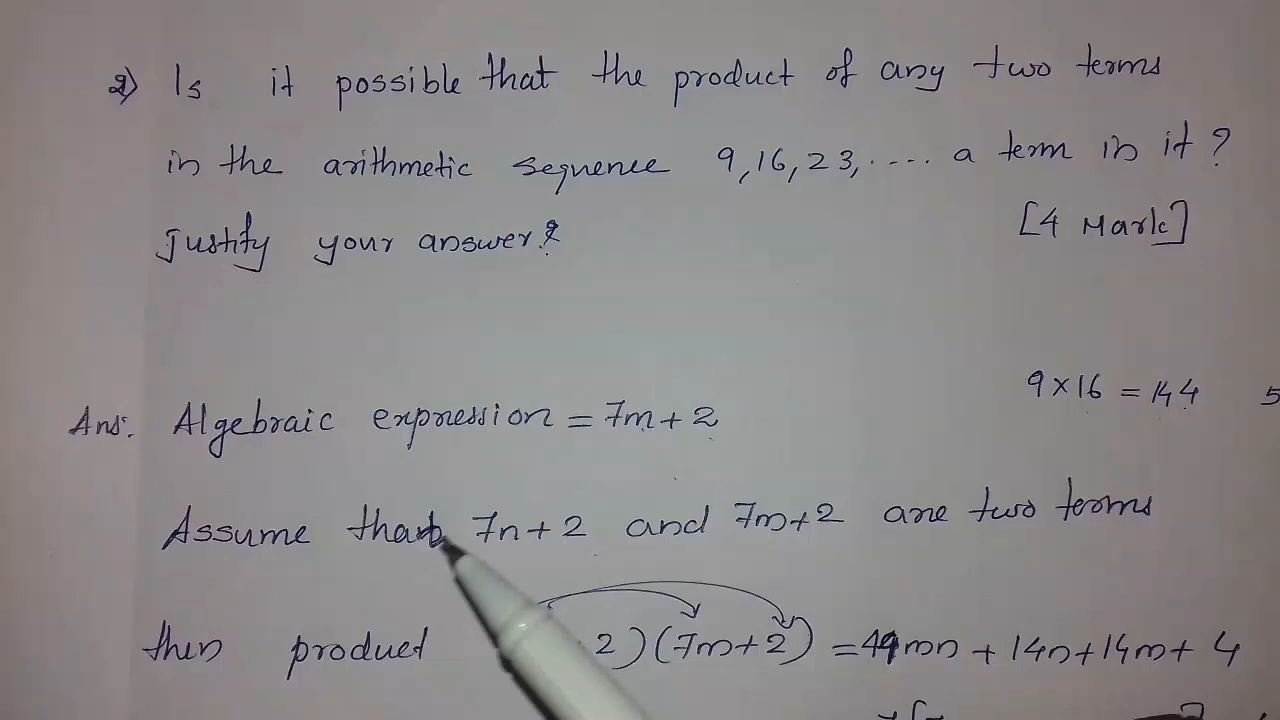 2) Is it possible that the product of any two terms
in the arithmetic sequence 9, 16, 23, .... a term in it?
Justify your answer?
[4 Mark]
9 × 16 = 144 5
Ans: Algebraic expression = 7n + 2
Assume that 7n + 2 and 7m + 2 are two terms
then product 2) (7m + 2) = 49mn + 14n + 14m + 4